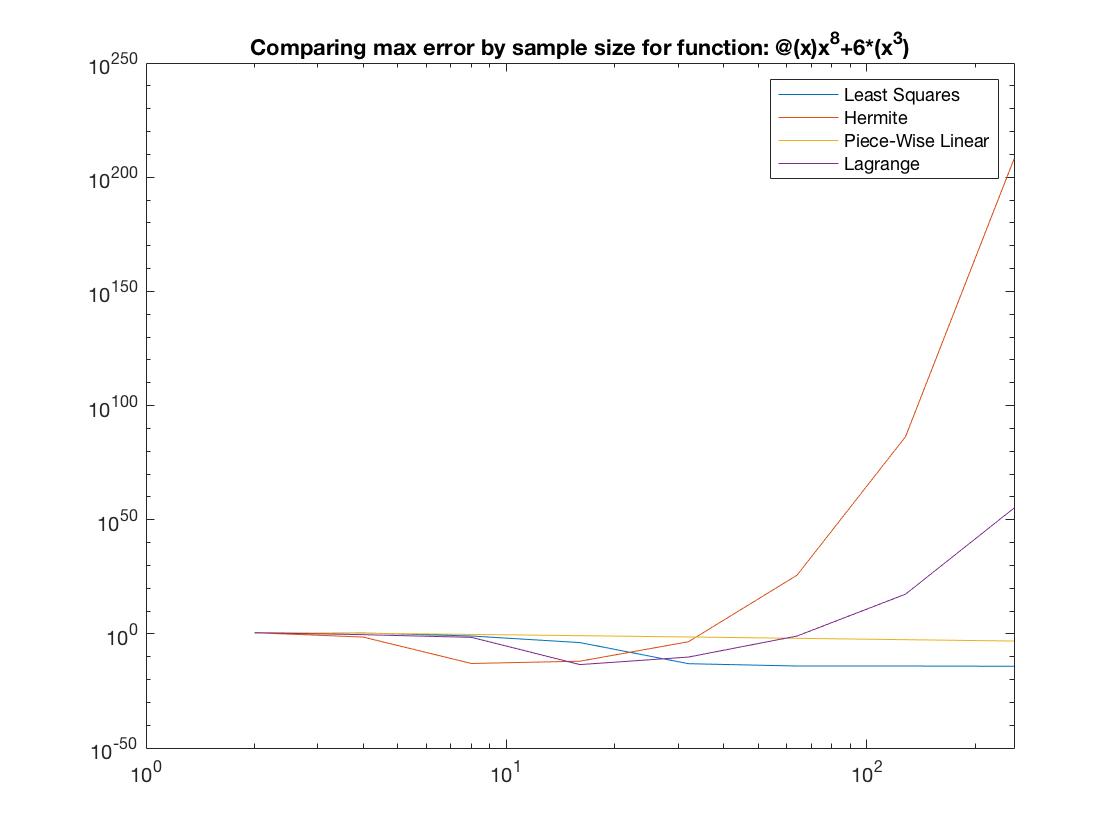 Comparing max error by sample size for function: @(x)x^8+6*(x^3)
10^250
10^200
10^150
10^100
10^50
10^0
10^-50
Least Squares
Hermite
Piece-Wise Linear
Lagrange
10^0 10^1 10^2